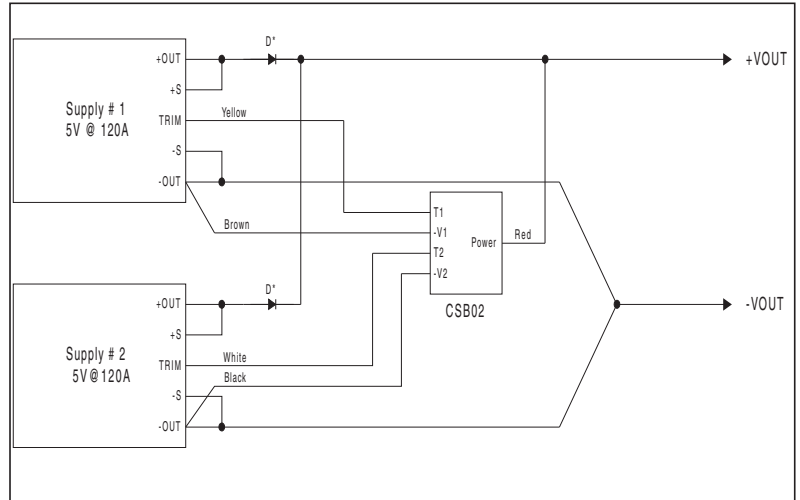 Supply # 1
5V @ 120A
+OUT
+S
TRIM
-S
-OUT
D*
Yellow
Brown
+VOUT
T1
-V1
T2
-V2
Power
Red
CSB02
-VOUT
Supply # 2
5V@120A
+OUT
+S
TRIM
-S
-OUT
D*
White
Black